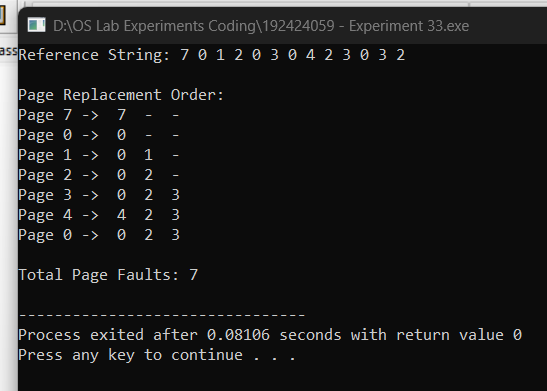 D:\OS Lab Experiments Coding\192424059 - Experiment 33.exe
Reference String: 7 0 1 2 0 3 0 4 2 3 0 3 2
ass
Page Replacement Order:
Page 7 ->  7  -  -
Page 0 ->  0  -  -
Page 1 ->  0  1  -
Page 2 ->  0  2  -
Page 3 ->  0  2  3
Page 4 ->  4  2  3
Page 0 ->  0  2  3
Total Page Faults: 7
--------------------------------
Process exited after 0.08106 seconds with return value 0
Press any key to continue . . .